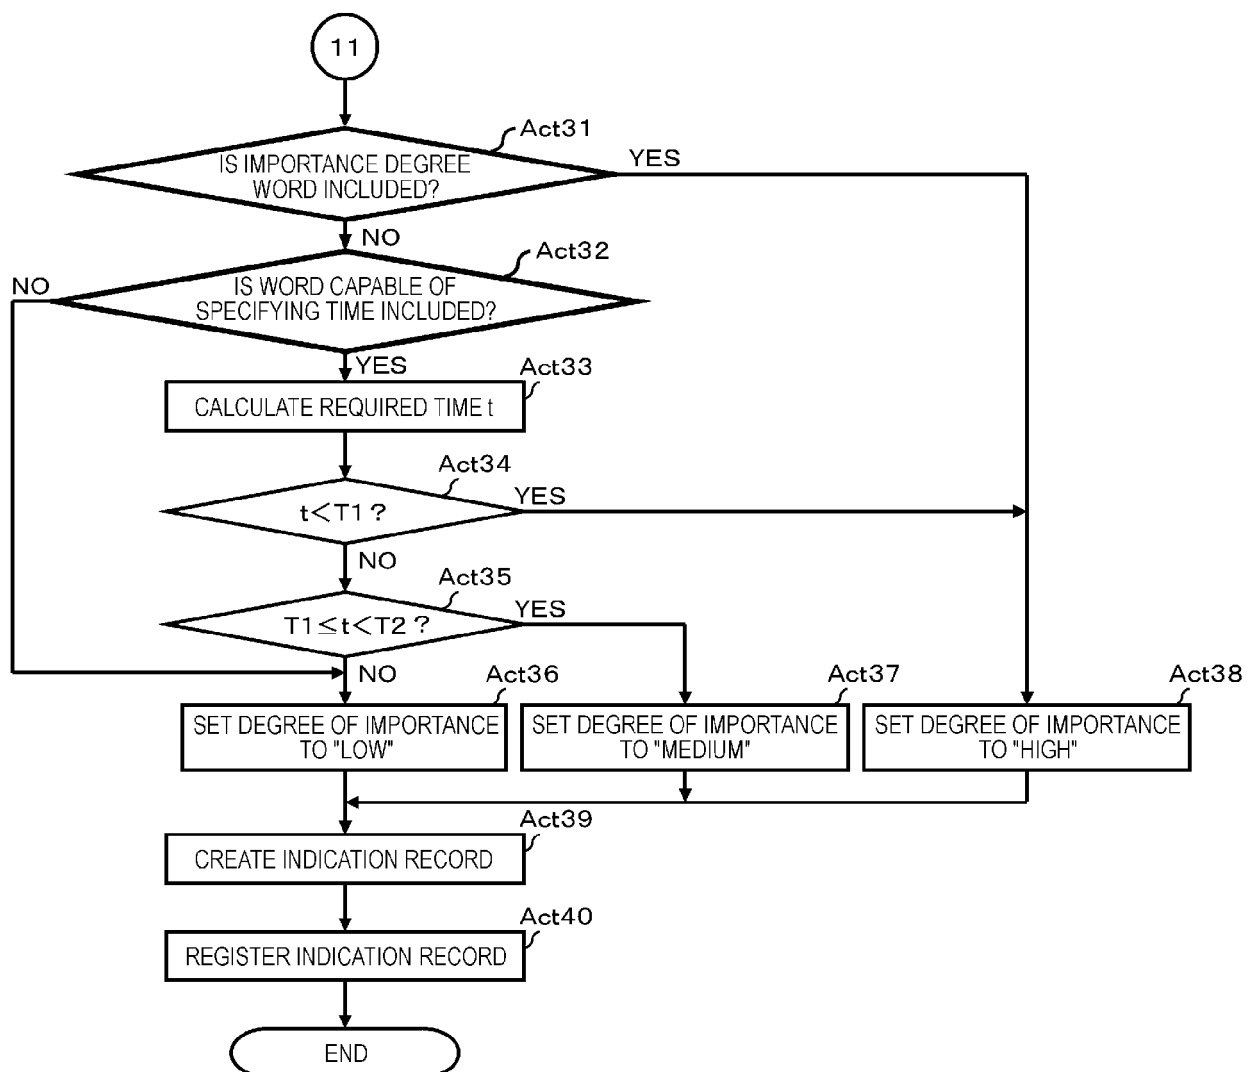 11
Act31
IS IMPORTANCE DEGREE
WORD INCLUDED?
YES
NO
Act32
NO
IS WORD CAPABLE OF
SPECIFYING TIME INCLUDED?
YES
Act33
CALCULATE REQUIRED TIME t
Act34
t<T1?
YES
NO
Act35
T1≤t<T2?
YES
NO
Act36
SET DEGREE OF IMPORTANCE
TO "LOW"
Act37
SET DEGREE OF IMPORTANCE
TO "MEDIUM"
Act38
SET DEGREE OF IMPORTANCE
TO "HIGH"
Act39
CREATE INDICATION RECORD
Act40
REGISTER INDICATION RECORD
END